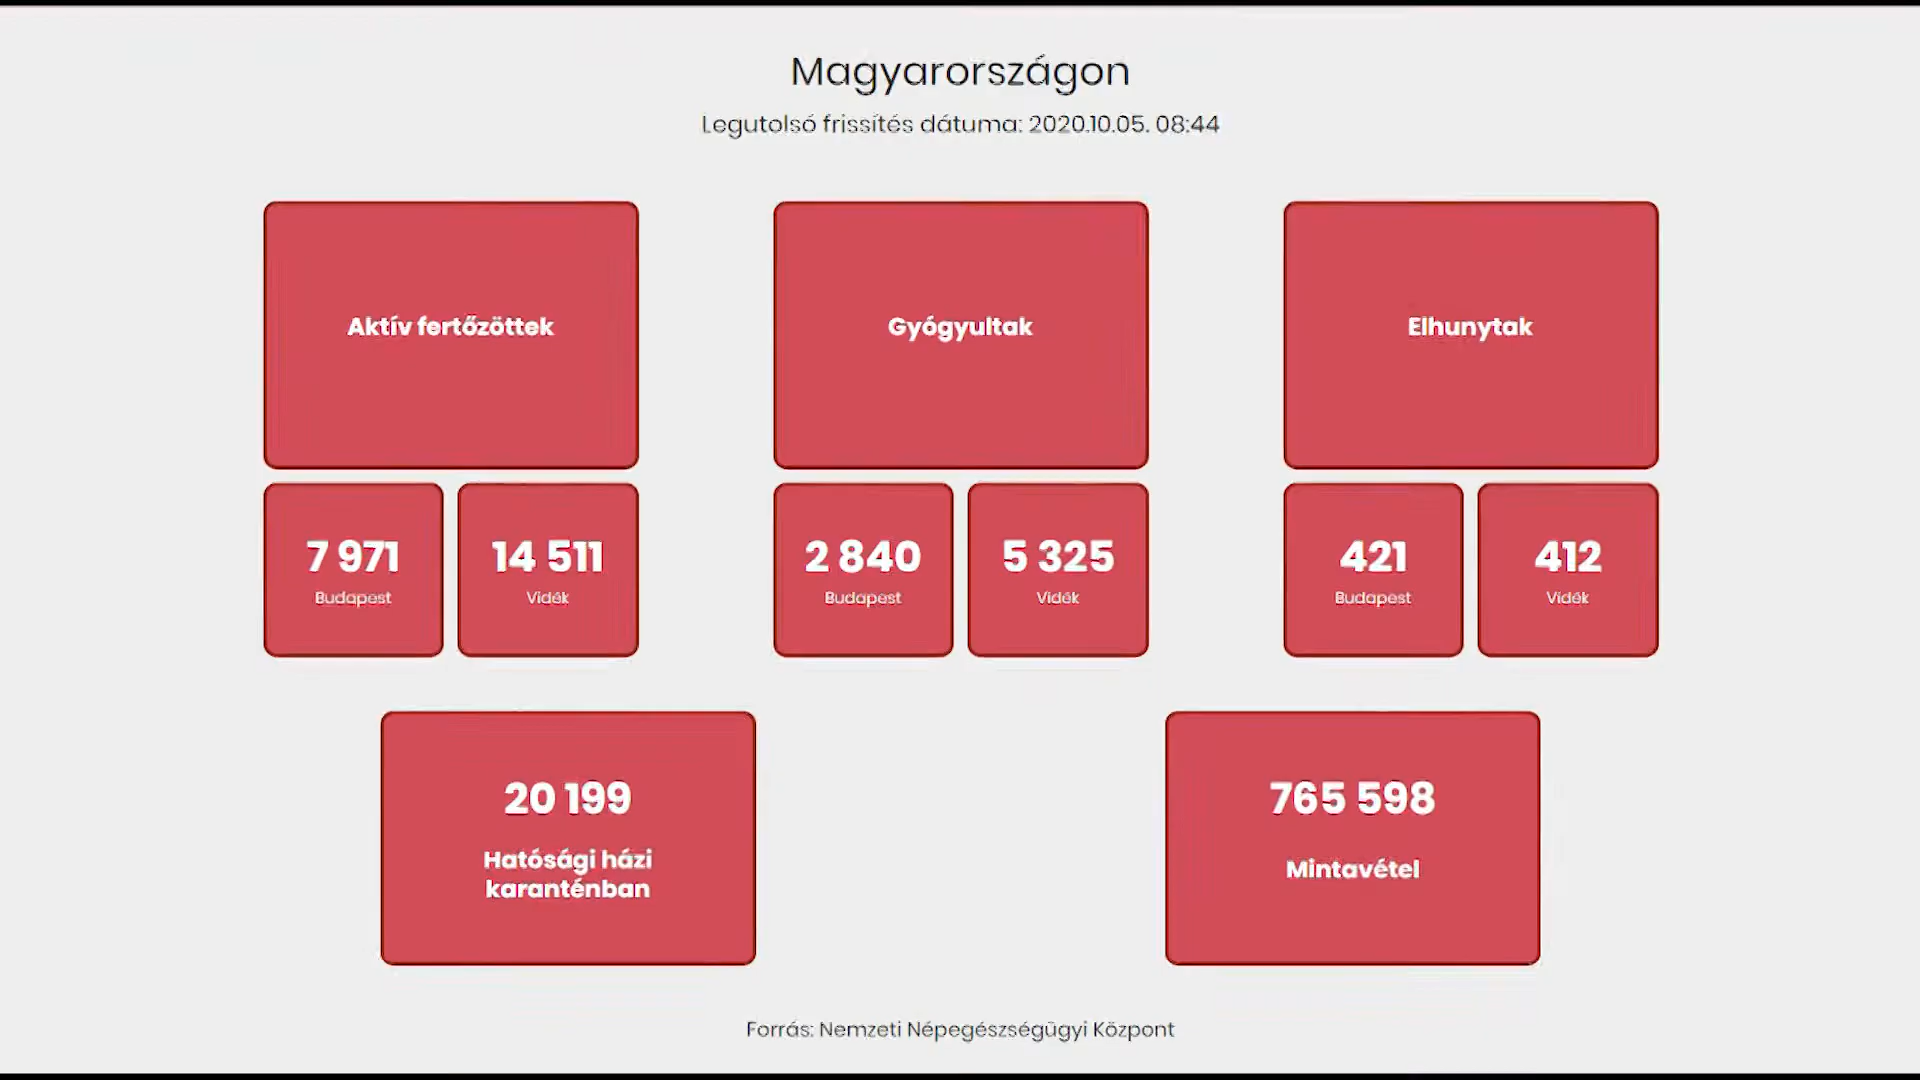 Magyarországon
Legutolsó frissítés dátuma: 2020.10.05. 08:44
Aktív fertőzöttek
7 971
Budapest
14 511
Vidék
Gyógyultak
2 840
Budapest
5 325
Vidék
Elhunytak
421
Budapest
412
Vidék
20 199
Hatósági házi
karanténban
765 598
Mintavétel
Forrás: Nemzeti Népegészségügyi Központ